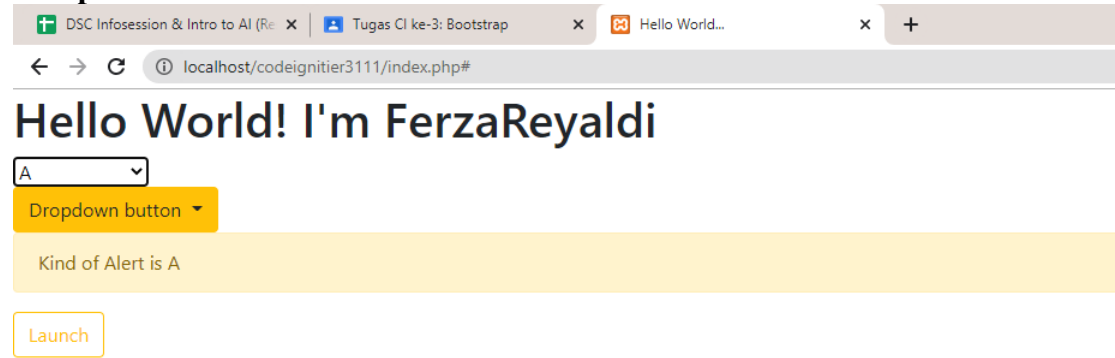 DSC Infosession & Intro to AI (Re
Tugas CI ke-3: Bootstrap
Hello World...
localhost/codeignitier3111/index.php#
Hello World! I'm FerzaReyaldi
A
Dropdown button
Kind of Alert is A
Launch